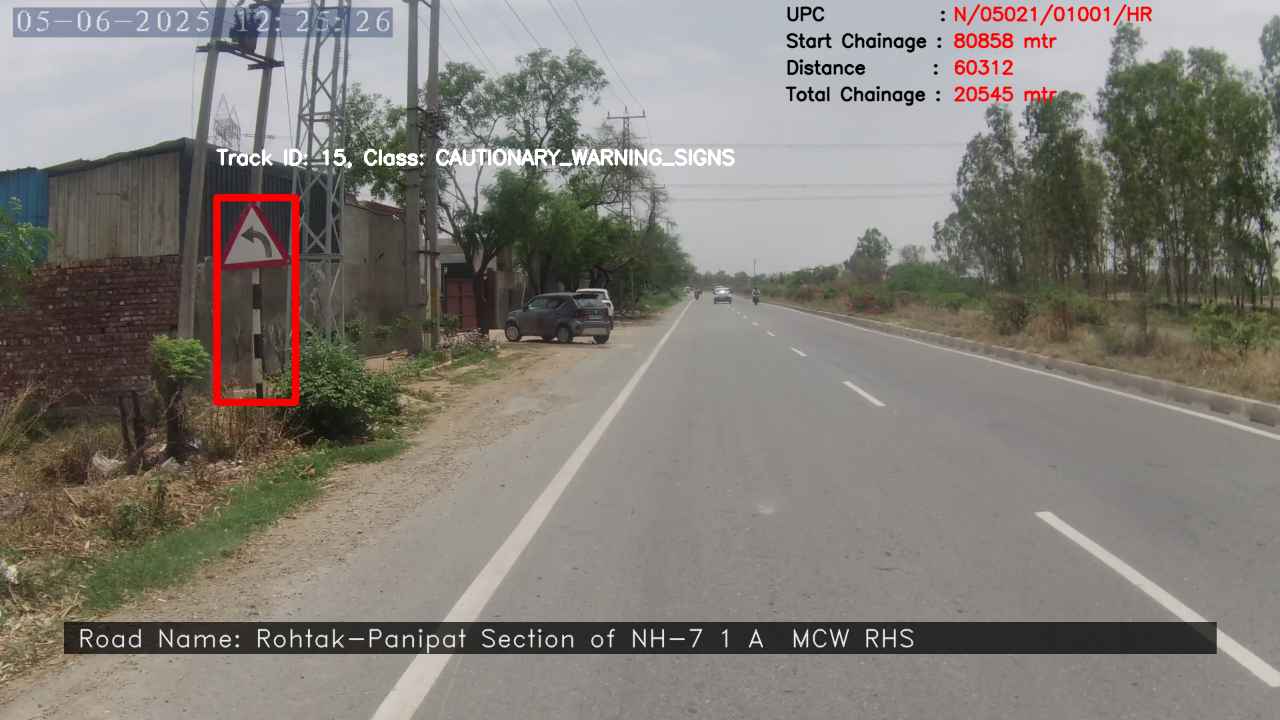 05-06-2025 12:25:26
UPC : N/05021/01001/HR
Start Chainage : 80858 mtr
Distance : 60312
Total Chainage : 20545 mtr
Track ID: 15, Class: CAUTIONARY_WARNING_SIGNS
Road Name: Rohtak-Panipat Section of NH-7 1 A MCW RHS